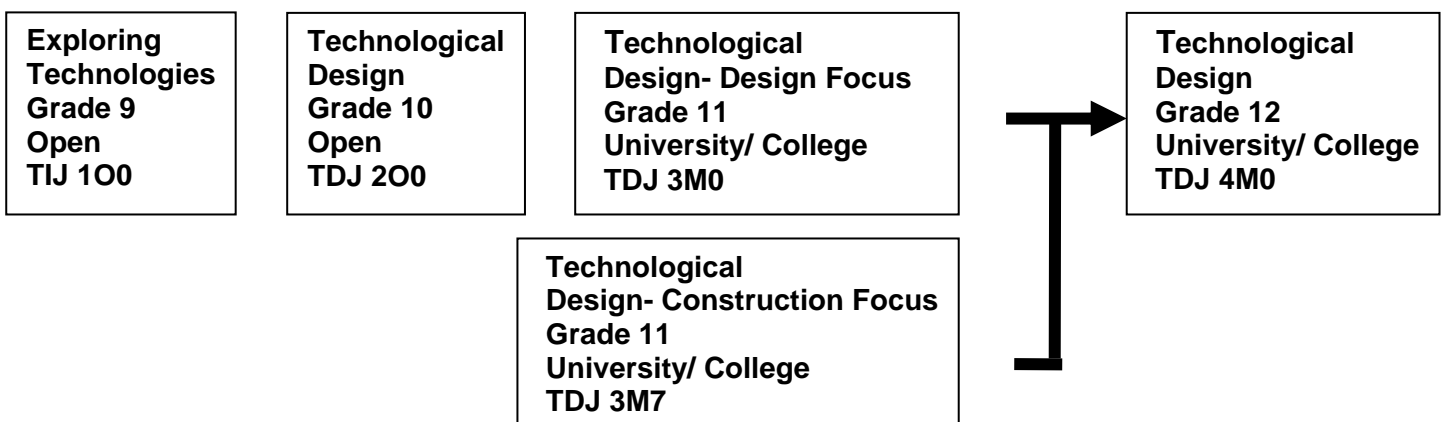 Exploring
Technologies
Grade 9
Open
TIJ 1O0
Technological
Design
Grade 10
Open
TDJ 2O0
Technological
Design- Design Focus
Grade 11
University/ College
TDJ 3M0
Technological
Design- Construction Focus
Grade 11
University/ College
TDJ 3M7
Technological
Design
Grade 12
University/ College
TDJ 4M0